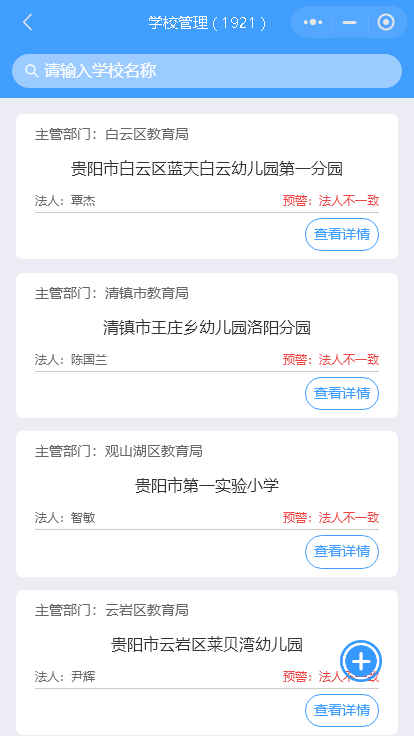 学校管理(1921)
请输入学校名称
主管部门：白云区教育局
贵阳市白云区蓝天白云幼儿园第一分园
法人：覃杰 预警：法人不一致
查看详情
主管部门：清镇市教育局
清镇市王庄乡幼儿园洛阳分园
法人：陈国兰 预警：法人不一致
查看详情
主管部门：观山湖区教育局
贵阳市第一实验小学
法人：智敏 预警：法人不一致
查看详情
主管部门：云岩区教育局
贵阳市云岩区莱贝湾幼儿园
法人：尹辉 预警：法人不一致
查看详情